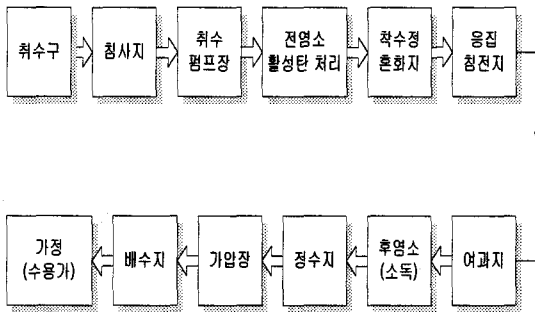 취수구
침사지
취수
펌프장
전염소
활성탄 처리
착수정
혼화지
응집
침전지
가정
(수용가)
배수지
가압장
정수지
후염소
(소독)
여과지